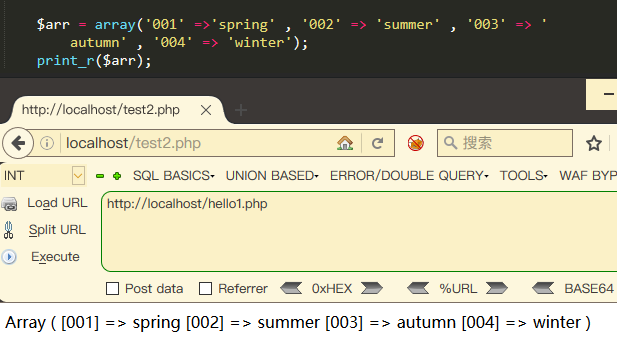 $arr = array('001' =>'spring' , '002' => 'summer' , '003' => '
autumn' , '004' => 'winter');
print_r($arr);
http://localhost/test2.php
localhost/test2.php
搜索
INT
SQL BASICS
UNION BASED
ERROR/DOUBLE QUERY
TOOLS
WAF BYP
Load URL
Split URL
Execute
http://localhost/hello1.php
Post data
Referrer
0xHEX
%URL
BASE64
Array ( [001] => spring [002] => summer [003] => autumn [004] => winter )